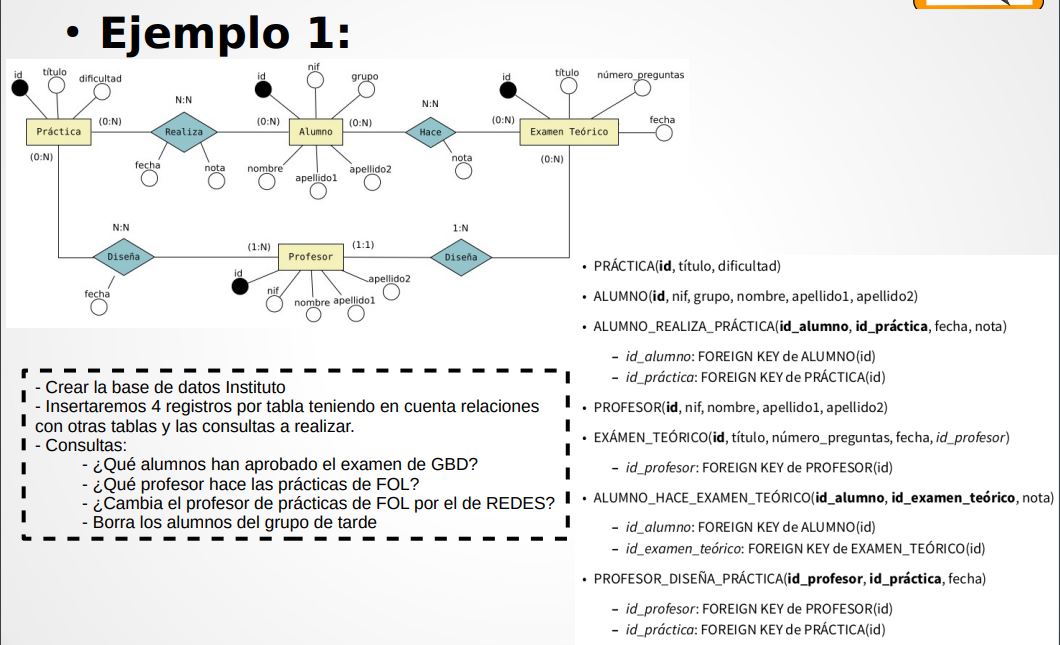 • Ejemplo 1:
id
título
dificultad
Práctica
(0:N)
(0:N)
N:N
Realiza
fecha
nota
id
nif
grupo
(0:N)
Alumno
(0:N)
nombre
apellido1
apellido2
N:N
Hace
nota
id
título
número_preguntas
(0:N)
Examen Teórico
fecha
(0:N)
N:N
Diseña
fecha
(1:N)
Profesor
(1:1)
id
nif
nombre
apellido1
apellido2
1:N
Diseña
- Crear la base de datos Instituto
- Insertaremos 4 registros por tabla teniendo en cuenta relaciones
con otras tablas y las consultas a realizar.
- Consultas:
- ¿Qué alumnos han aprobado el examen de GBD?
- ¿Qué profesor hace las prácticas de FOL?
- ¿Cambia el profesor de prácticas de FOL por el de REDES?
- Borra los alumnos del grupo de tarde
• PRÁCTICA(id, título, dificultad)
• ALUMNO(id, nif, grupo, nombre, apellido1, apellido2)
• ALUMNO_REALIZA_PRÁCTICA(id_alumno, id_práctica, fecha, nota)
– id_alumno: FOREIGN KEY de ALUMNO(id)
– id_práctica: FOREIGN KEY de PRÁCTICA(id)
• PROFESOR(id, nif, nombre, apellido1, apellido2)
• EXÁMEN_TEÓRICO(id, título, número_preguntas, fecha, id_profesor)
– id_profesor: FOREIGN KEY de PROFESOR(id)
• ALUMNO_HACE_EXAMEN_TEÓRICO(id_alumno, id_examen_teórico, nota)
– id_alumno: FOREIGN KEY de ALUMNO(id)
– id_examen_teórico: FOREIGN KEY de EXAMEN_TEÓRICO(id)
• PROFESOR_DISEÑA_PRÁCTICA(id_profesor, id_práctica, fecha)
– id_profesor: FOREIGN KEY de PROFESOR(id)
– id_práctica: FOREIGN KEY de PRÁCTICA(id)